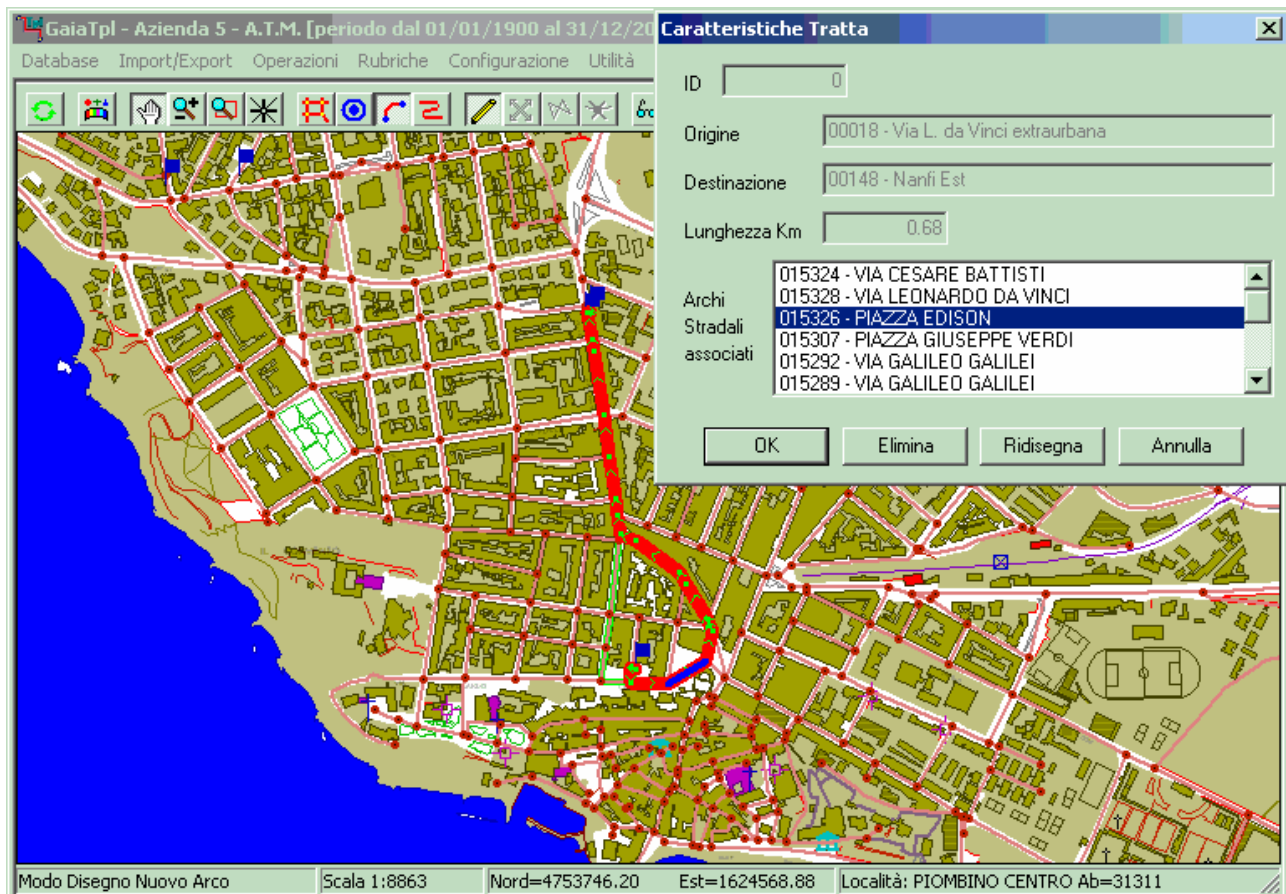 GaiaTpl - Azienda 5 - A.T.M. [periodo dal 01/01/1900 al 31/12/20
Database Import/Export Operazioni Rubriche Configurazione Utilità
Caratteristiche Tratta
ID 0
Origine 00018 - Via L. da Vinci extraurbana
Destinazione 00148 - Nanfi Est
Lunghezza Km 0.68
Archi
Stradali
associati
015324 - VIA CESARE BATTISTI
015328 - VIA LEONARDO DA VINCI
015326 - PIAZZA EDISON
015307 - PIAZZA GIUSEPPE VERDI
015292 - VIA GALILEO GALILEI
015289 - VIA GALILEO GALILEI
OK Elimina Ridisegna Annulla
Modo Disegno Nuovo Arco Scala 1:8863 Nord=4753746.20 Est=1624568.88 Località: PIOMBINO CENTRO Ab=31311